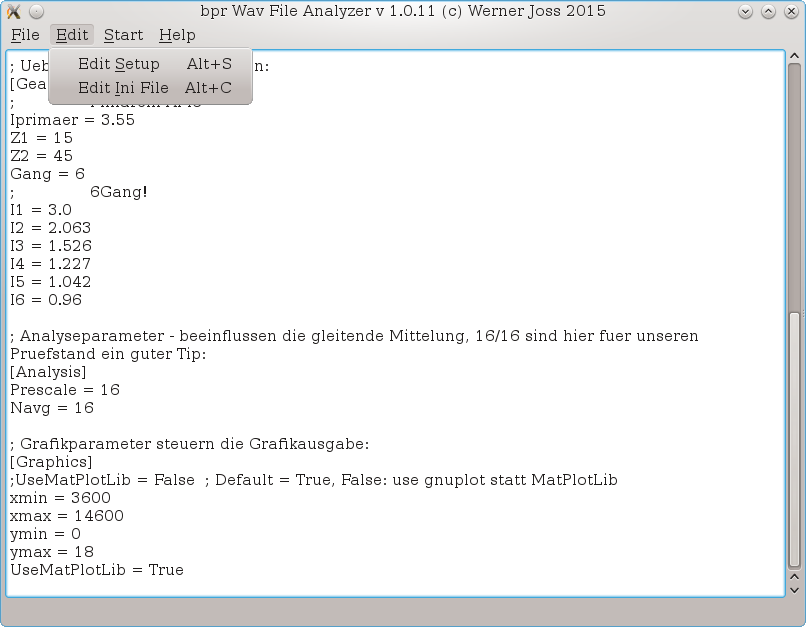 bpr Wav File Analyzer v 1.0.11 (c) Werner Joss 2015
File Edit Start Help
Edit Setup Alt+S
Edit Ini File Alt+C
; Ueb n:
[Gea
;
Iprimaer = 3.55
Z1 = 15
Z2 = 45
Gang = 6
; 6Gang!
I1 = 3.0
I2 = 2.063
I3 = 1.526
I4 = 1.227
I5 = 1.042
I6 = 0.96
; Analyseparameter - beeinflussen die gleitende Mittelung, 16/16 sind hier fuer unseren
Pruefstand ein guter Tip:
[Analysis]
Prescale = 16
Navg = 16
; Grafikparameter steuern die Grafikausgabe:
[Graphics]
;UseMatPlotLib = False ; Default = True, False: use gnuplot statt MatPlotLib
xmin = 3600
xmax = 14600
ymin = 0
ymax = 18
UseMatPlotLib = True